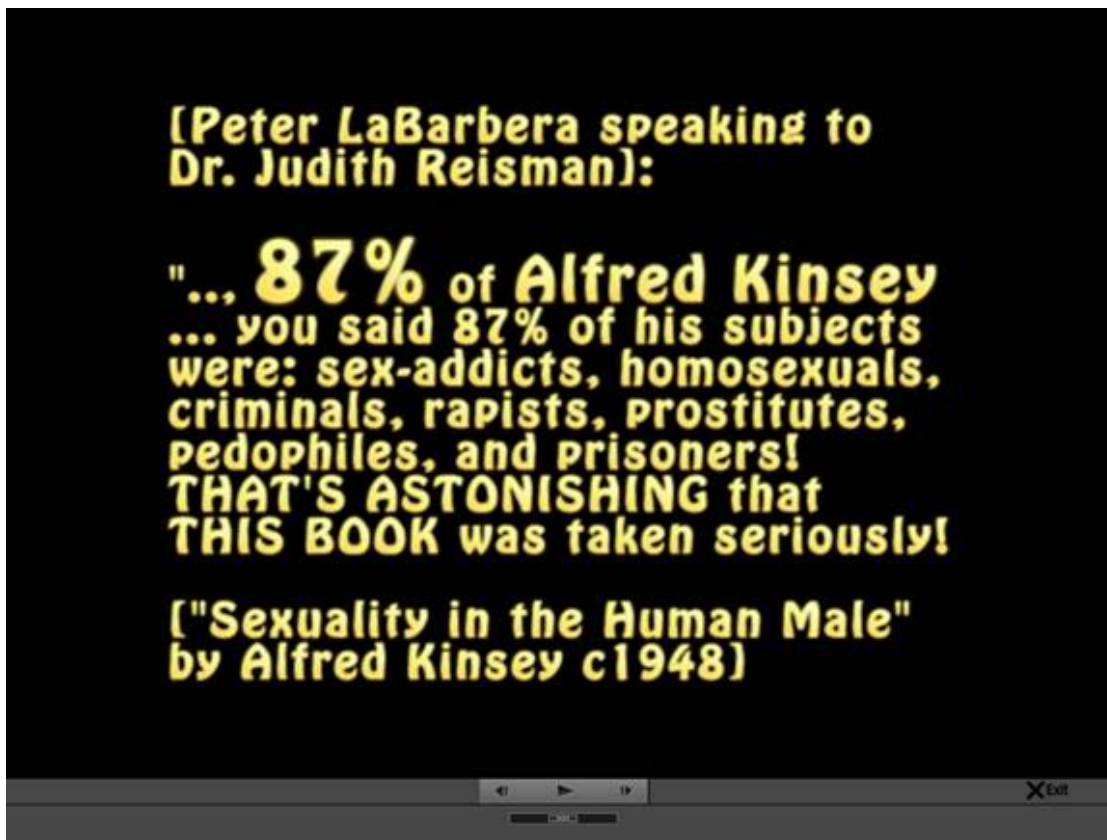 [Peter LaBarbera speaking to
Dr. Judith Reisman]:
".., 87% of Alfred Kinsey
... you said 87% of his subjects
were: sex-addicts, homosexuals,
criminals, rapists, prostitutes,
pedophiles, and prisoners!
THAT'S ASTONISHING that
THIS BOOK was taken seriously!
["Sexuality in the Human Male"
by Alfred Kinsey c1948]
Exit